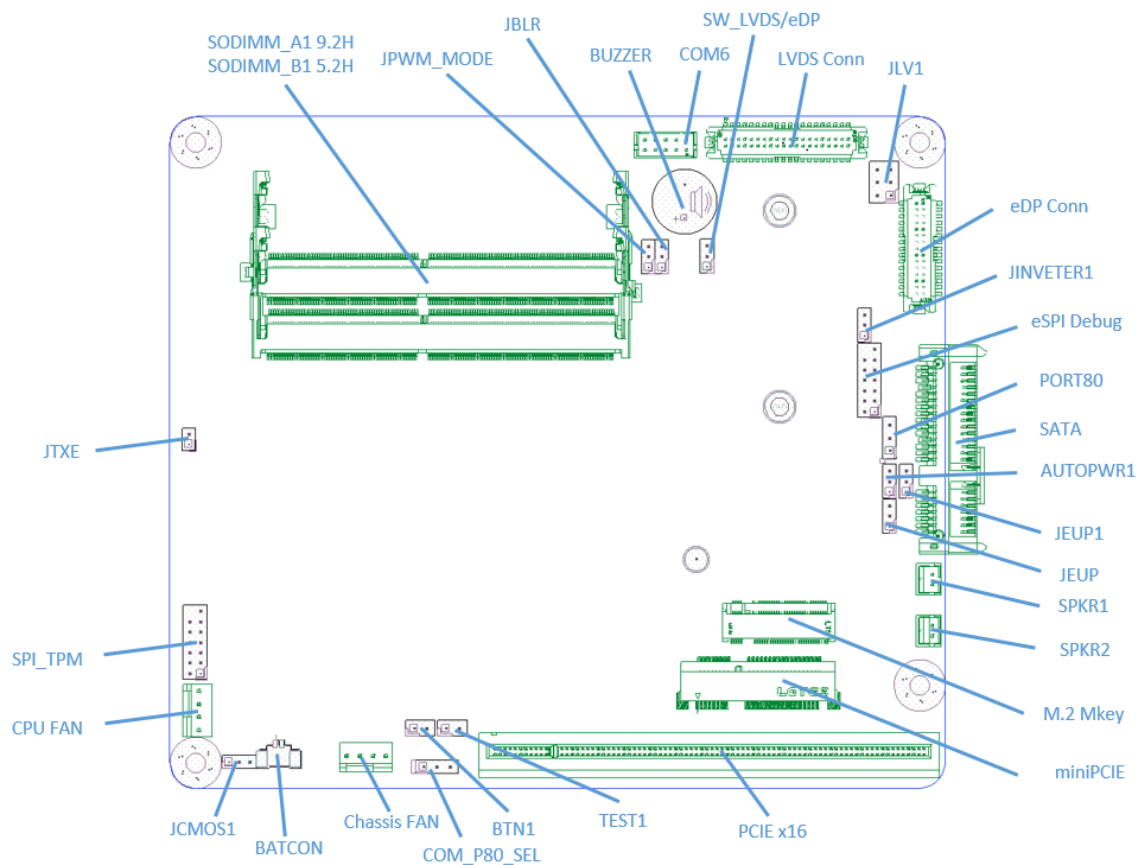 SW_LVDS/eDP
JBLR
SODIMM_A1 9.2H
SODIMM_B1 5.2H
JPWM_MODE
BUZZER
COM6
LVDS Conn
JLV1
eDP Conn
JINVETER1
eSPI Debug
PORT80
SATA
AUTOPWR1
JEUP1
JEUP
SPKR1
SPKR2
M.2 Mkey
miniPCIE
JTXE
SPI_TPM
CPU FAN
JCMOS1
BATCON
Chassis FAN
COM_P80_SEL
BTN1
TEST1
PCIE x16